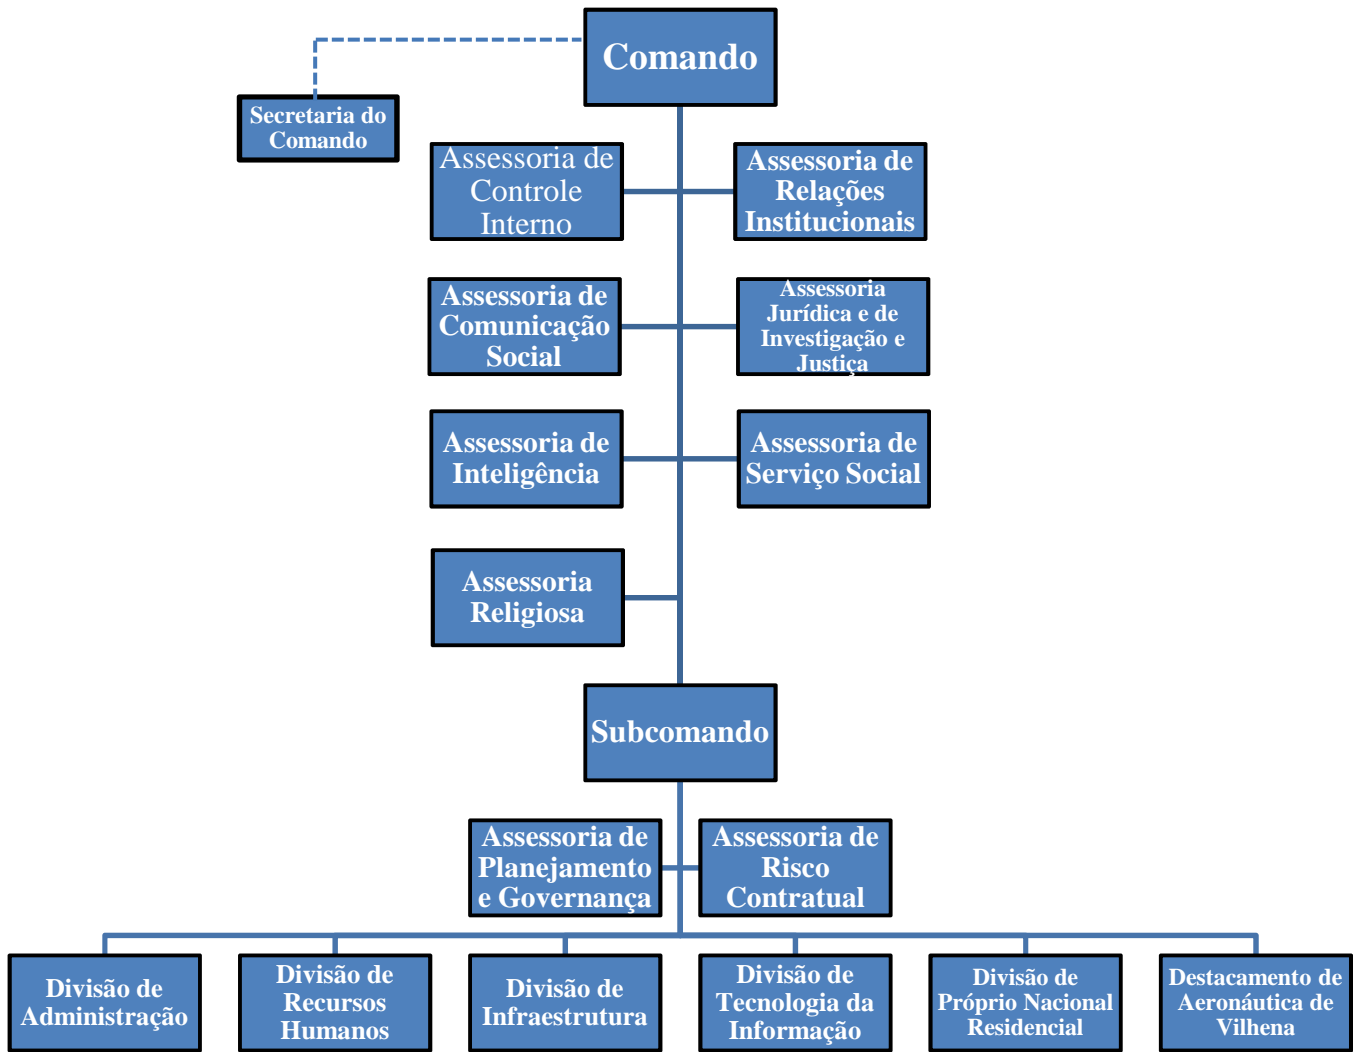 Comando
Secretaria do
Comando
Assessoria de
Controle
Interno
Assessoria de
Relações
Institucionais
Assessoria de
Comunicação
Social
Assessoria
Jurídica e de
Investigação e
Justiça
Assessoria de
Inteligência
Assessoria de
Serviço Social
Assessoria
Religiosa
Subcomando
Assessoria de
Planejamento
e Governança
Assessoria de
Risco
Contratual
Divisão de
Administração
Divisão de
Recursos
Humanos
Divisão de
Infraestrutura
Divisão de
Tecnologia da
Informação
Divisão de
Próprio Nacional
Residencial
Destacamento de
Aeronáutica de
Vilhena